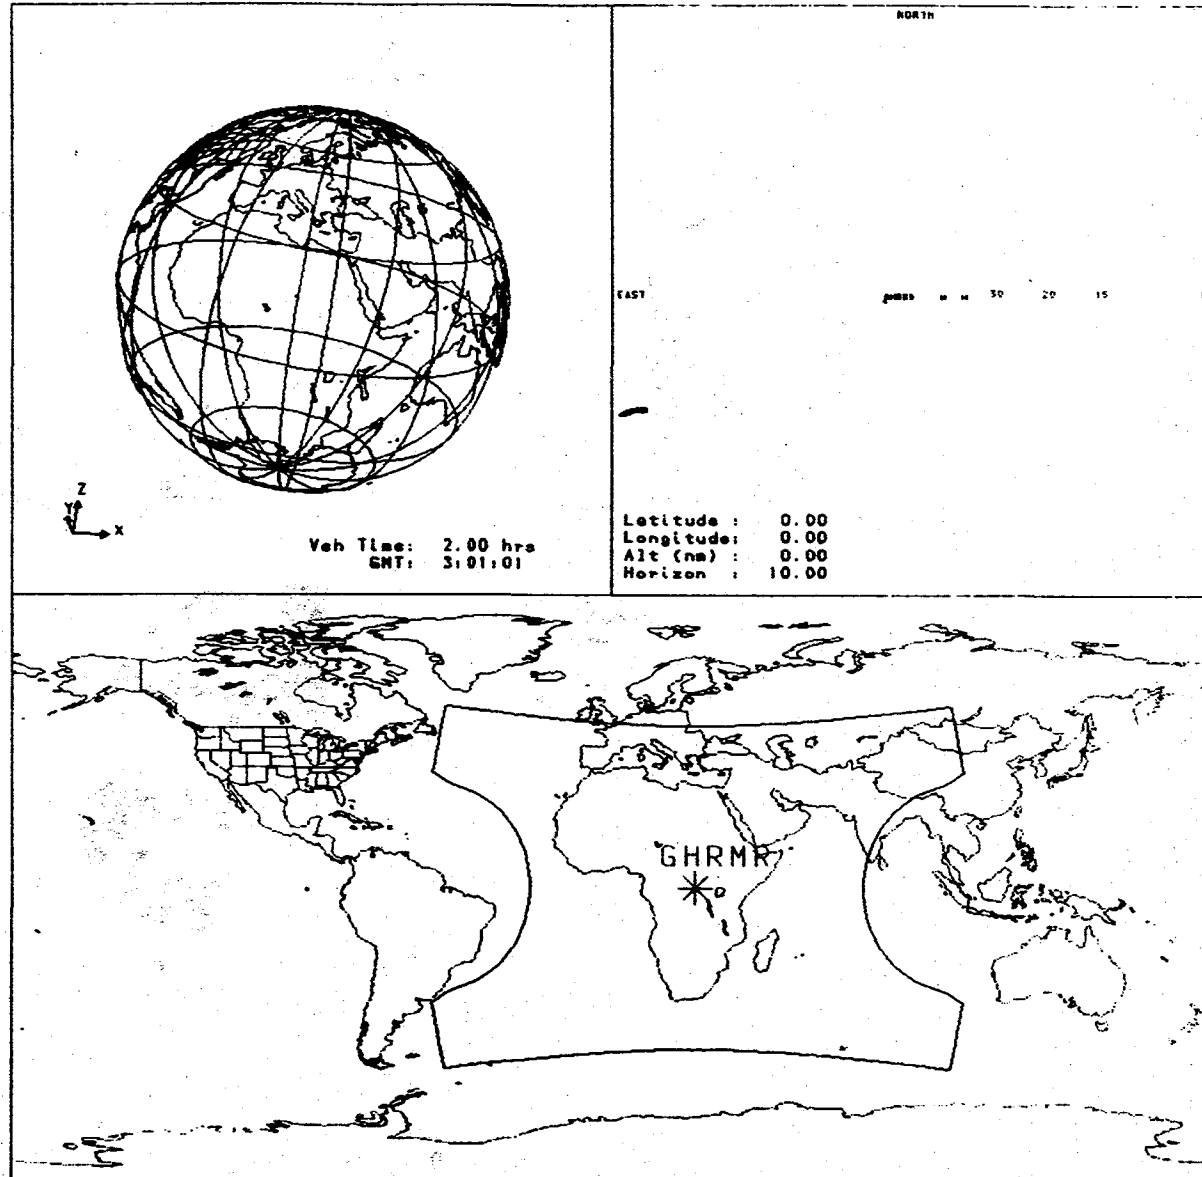 NORTH
EAST
30 20 15
Z
Y
X
Veh Time: 2.00 hrs
GMT: 3:01:01
Latitude : 0.00
Longitude: 0.00
Alt (nm) : 0.00
Horizon : 10.00
GHRMR